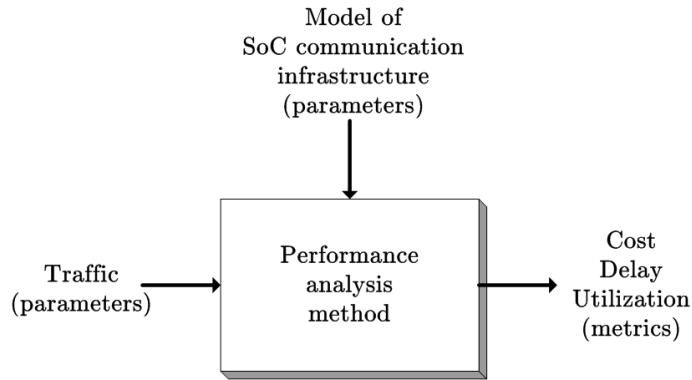 Model of
SoC communication
infrastructure
(parameters)
Traffic
(parameters)
Performance
analysis
method
Cost
Delay
Utilization
(metrics)